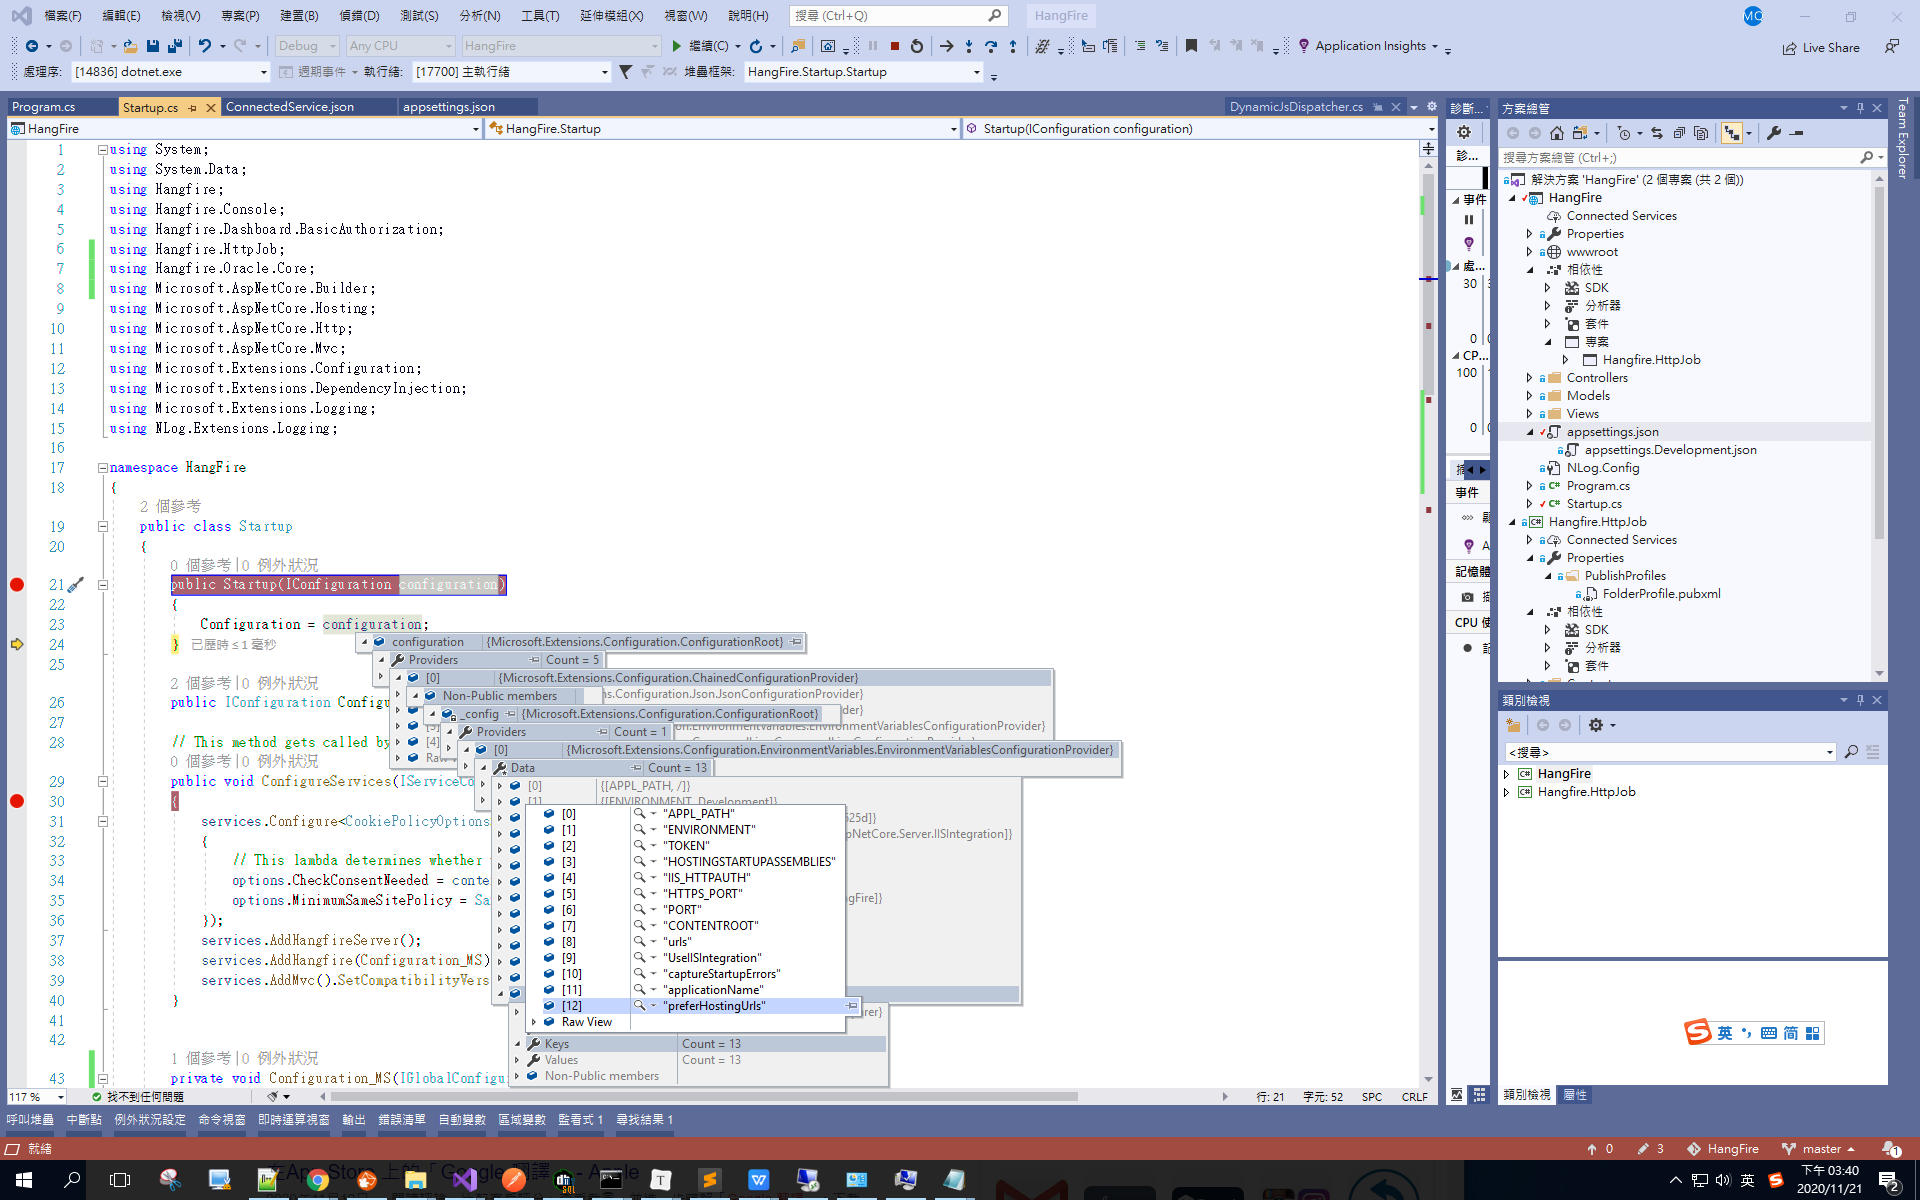 檔案(F) 編輯(E) 檢視(V) 專案(P) 建置(B) 偵錯(D) 測試(S) 分析(N) 工具(T) 延伸模組(X) 視窗(W) 說明(H) 搜尋 (Ctrl+Q) HangFire MC
Debug Any CPU HangFire 繼續(C) Application Insights Live Share
處理序: [14836] dotnet.exe 週期事件 執行緒: [17700] 主執行緒 堆疊框架: HangFire.Startup.Startup
Program.cs Startup.cs ConnectedService.json appsettings.json DynamicJsDispatcher.cs
HangFire HangFire.Startup Startup(IConfiguration configuration)
1 using System;
2 using System.Data;
3 using Hangfire;
4 using Hangfire.Console;
5 using Hangfire.Dashboard.BasicAuthorization;
6 using Hangfire.HttpJob;
7 using Hangfire.Oracle.Core;
8 using Microsoft.AspNetCore.Builder;
9 using Microsoft.AspNetCore.Hosting;
10 using Microsoft.AspNetCore.Http;
11 using Microsoft.AspNetCore.Mvc;
12 using Microsoft.Extensions.Configuration;
13 using Microsoft.Extensions.DependencyInjection;
14 using Microsoft.Extensions.Logging;
15 using NLog.Extensions.Logging;
16
17 namespace HangFire
18 {
2 個參考
19 public class Startup
20 {
0 個參考|0 例外狀況
21 public Startup(IConfiguration configuration)
22 {
23 Configuration = configuration;
24 } 已歷時 ≤ 1 毫秒
25
2 個參考|0 例外狀況
26 public IConfiguration Configu
27
28 // This method gets called by
0 個參考|0 例外狀況
29 public void ConfigureServices(IServiceCo
30 {
31 services.Configure<CookiePolicyOptions
32 {
33 // This lambda determines whether
34 options.CheckConsentNeeded = conte
35 options.MinimumSameSitePolicy = Sa
36 });
37 services.AddHangfireServer();
38 services.AddHangfire(Configuration_MS)
39 services.AddMvc().SetCompatibilityVers
40 }
41
42
1 個參考|0 例外狀況
43 private void Configuration_MS(IGlobalConfigu
configuration {Microsoft.Extensions.Configuration.ConfigurationRoot}
Providers Count = 5
[0] {Microsoft.Extensions.Configuration.ChainedConfigurationProvider}
Non-Public members ns.Configuration.Json.JsonConfigurationProvider}
_config {Microsoft.Extensions.Configuration.ConfigurationRoot}
on.EnvironmentVariables.EnvironmentVariablesConfigurationProvider}
Providers Count = 1
[4]
[0] {Microsoft.Extensions.Configuration.EnvironmentVariables.EnvironmentVariablesConfigurationProvider}
Data Count = 13
[0] {[APPL_PATH, /]}
[1] {[ENVIRONMENT, Development]}
525d]}
pNetCore.Server.IISIntegration]}
gFire]}
[0] "APPL_PATH"
[1] "ENVIRONMENT"
[2] "TOKEN"
[3] "HOSTINGSTARTUPASSEMBLIES"
[4] "IIS_HTTPAUTH"
[5] "HTTPS_PORT"
[6] "PORT"
[7] "CONTENTROOT"
[8] "urls"
[9] "UseIISIntegration"
[10] "captureStartupErrors"
[11] "applicationName"
[12] "preferHostingUrls"
Raw View
Keys Count = 13
Values Count = 13
Non-Public members
117 % 找不到任何問題 行: 21 字元: 52 SPC CRLF
診斷...
診...
事件
處...
30
0
CP...
100
0
事件
記憶體
CPU 使
方案總管
搜尋方案總管 (Ctrl+;)
解決方案 'HangFire' (2 個專案 (共 2 個))
HangFire
Connected Services
Properties
wwwroot
相依性
SDK
分析器
套件
專案
Hangfire.HttpJob
Controllers
Models
Views
appsettings.json
appsettings.Development.json
NLog.Config
Program.cs
Startup.cs
Hangfire.HttpJob
Connected Services
Properties
PublishProfiles
FolderProfile.pubxml
相依性
SDK
分析器
套件
Team Explorer
類別檢視
<搜尋>
HangFire
Hangfire.HttpJob
類別檢視 屬性
英 简
呼叫堆疊 中斷點 例外狀況設定 命令視窗 即時運算視窗 輸出 錯誤清單 自動變數 區域變數 監看式 1 尋找結果 1
就緒 0 3 HangFire master 1
英 下午 03:40
2020/11/21 2